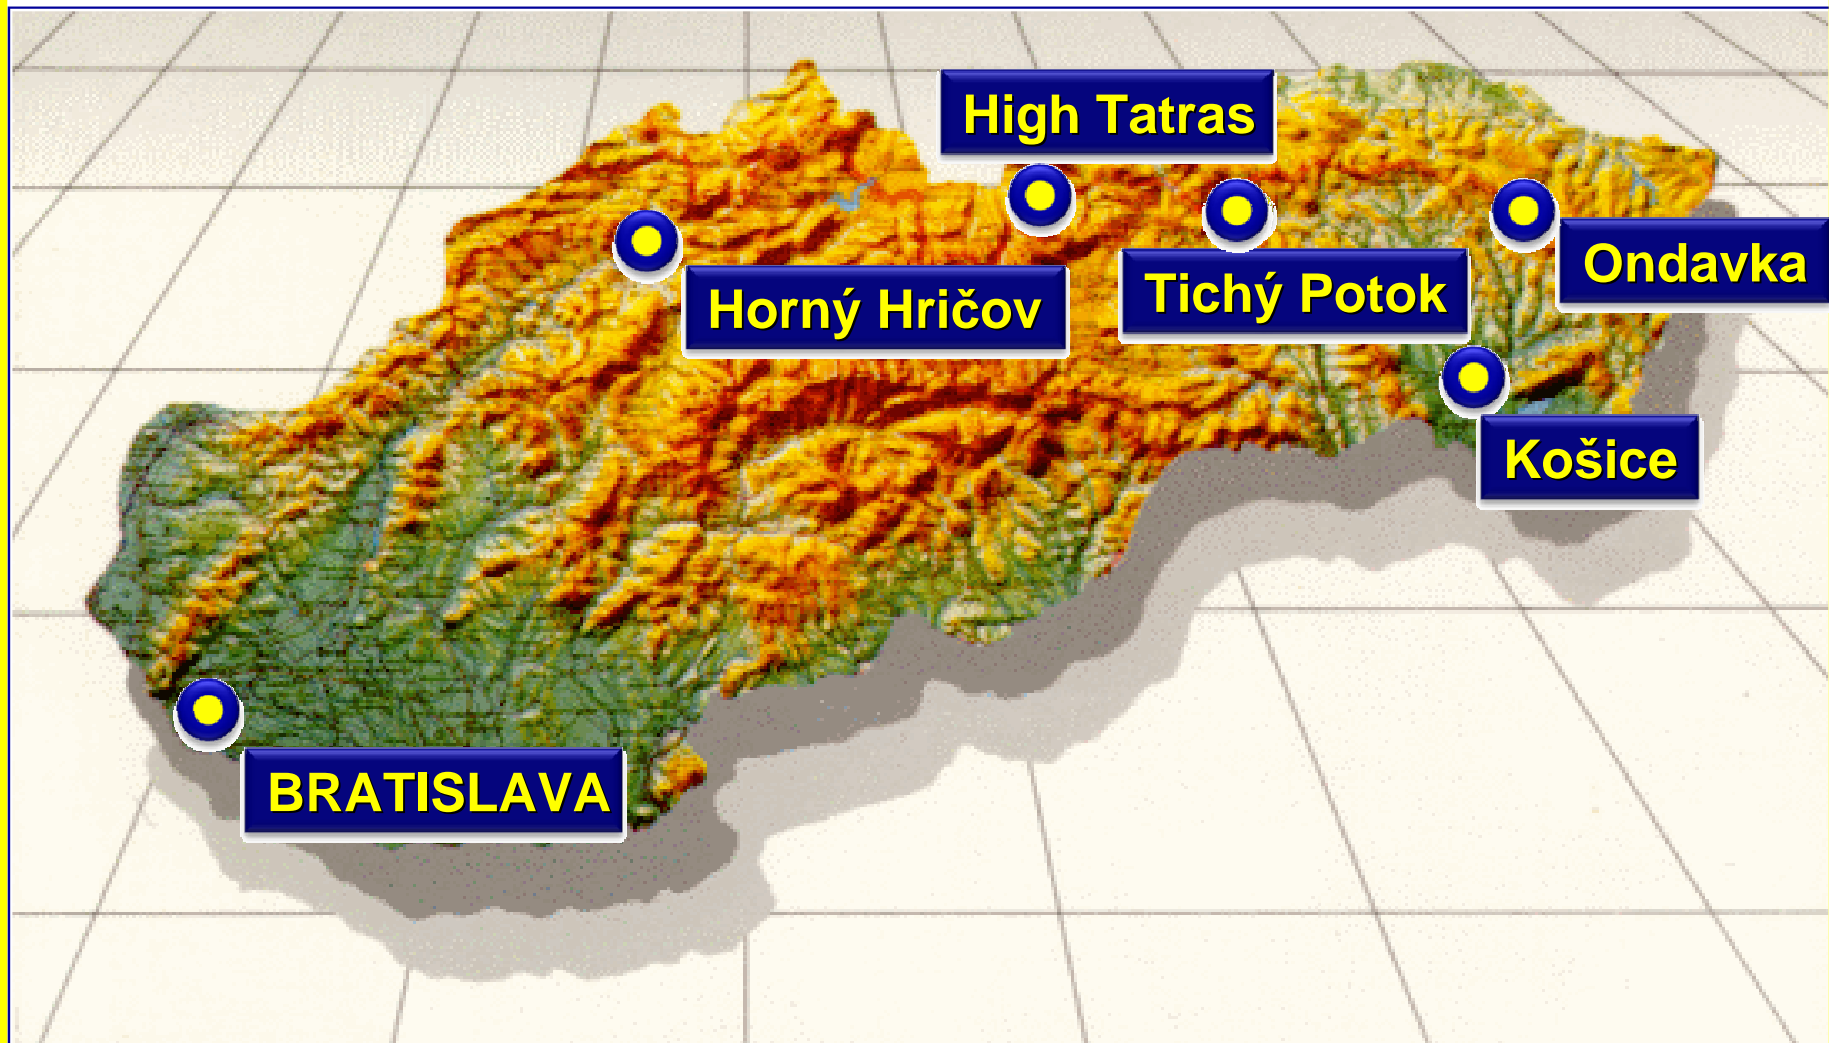 High Tatras
Ondavka
Tichý Potok
Horný Hričov
Košice
BRATISLAVA